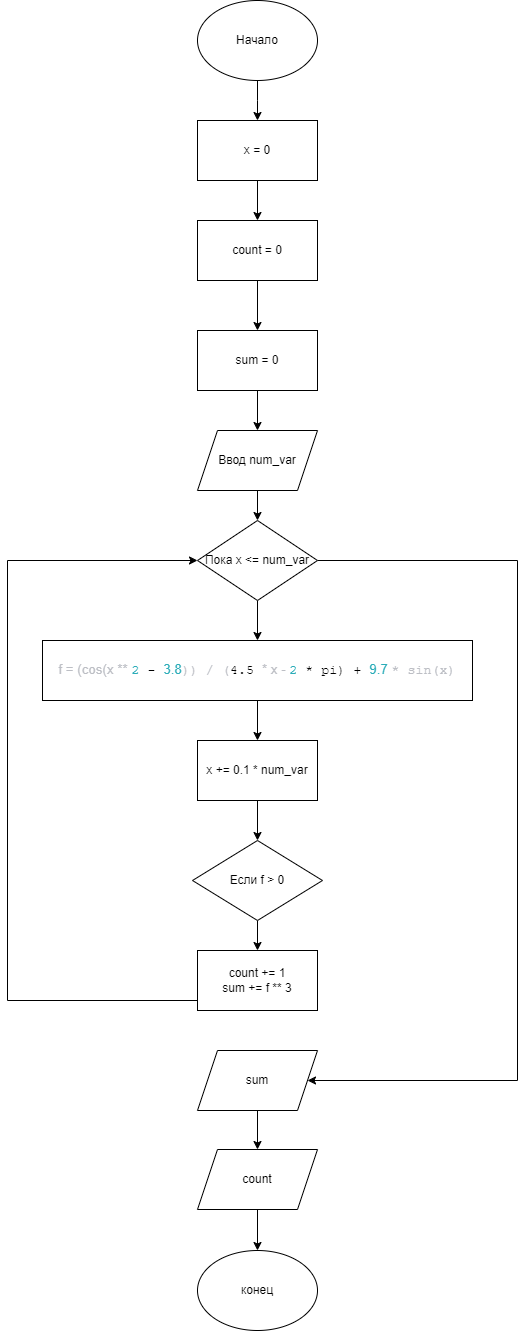 Начало
x = 0
count = 0
sum = 0
Ввод num_var
Пока x <= num_var
f = (cos(x ** 2 - 3.8)) / (4.5 * x - 2 * pi) + 9.7 * sin(x)
x += 0.1 * num_var
Если f > 0
count += 1
sum += f ** 3
sum
count
конец